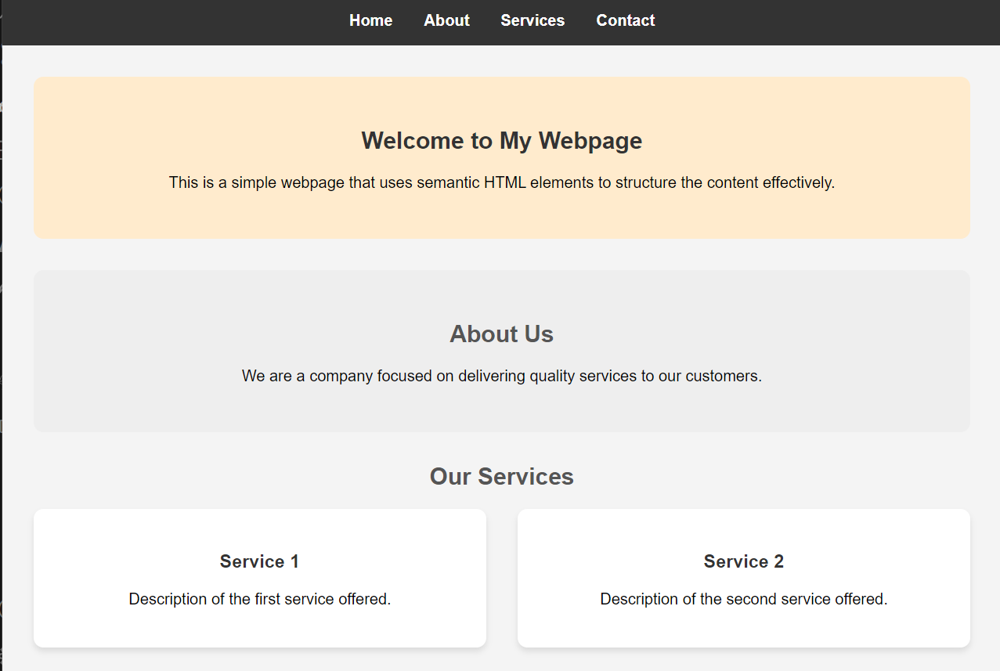 Home About Services Contact
Welcome to My Webpage
This is a simple webpage that uses semantic HTML elements to structure the content effectively.
About Us
We are a company focused on delivering quality services to our customers.
Our Services
Service 1
Description of the first service offered.
Service 2
Description of the second service offered.